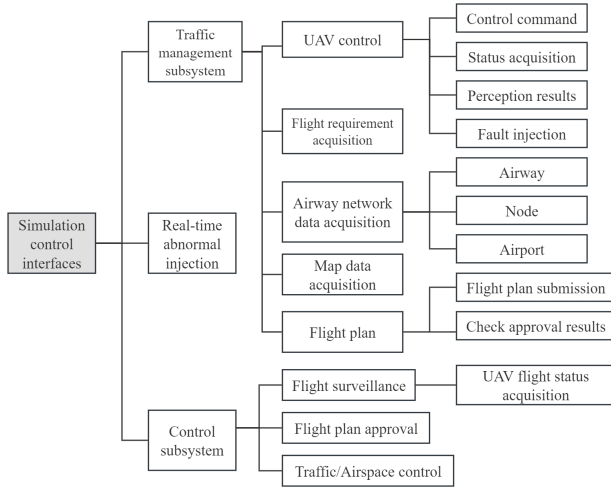 Simulation
control
interfaces
Traffic
management
subsystem
UAV control
Control command
Status acquisition
Perception results
Fault injection
Flight requirement
acquisition
Airway network
data acquisition
Airway
Node
Airport
Map data
acquisition
Flight plan
Flight plan submission
Check approval results
Real-time
abnormal
injection
Control
subsystem
Flight surveillance
UAV flight status
acquisition
Flight plan approval
Traffic/Airspace control